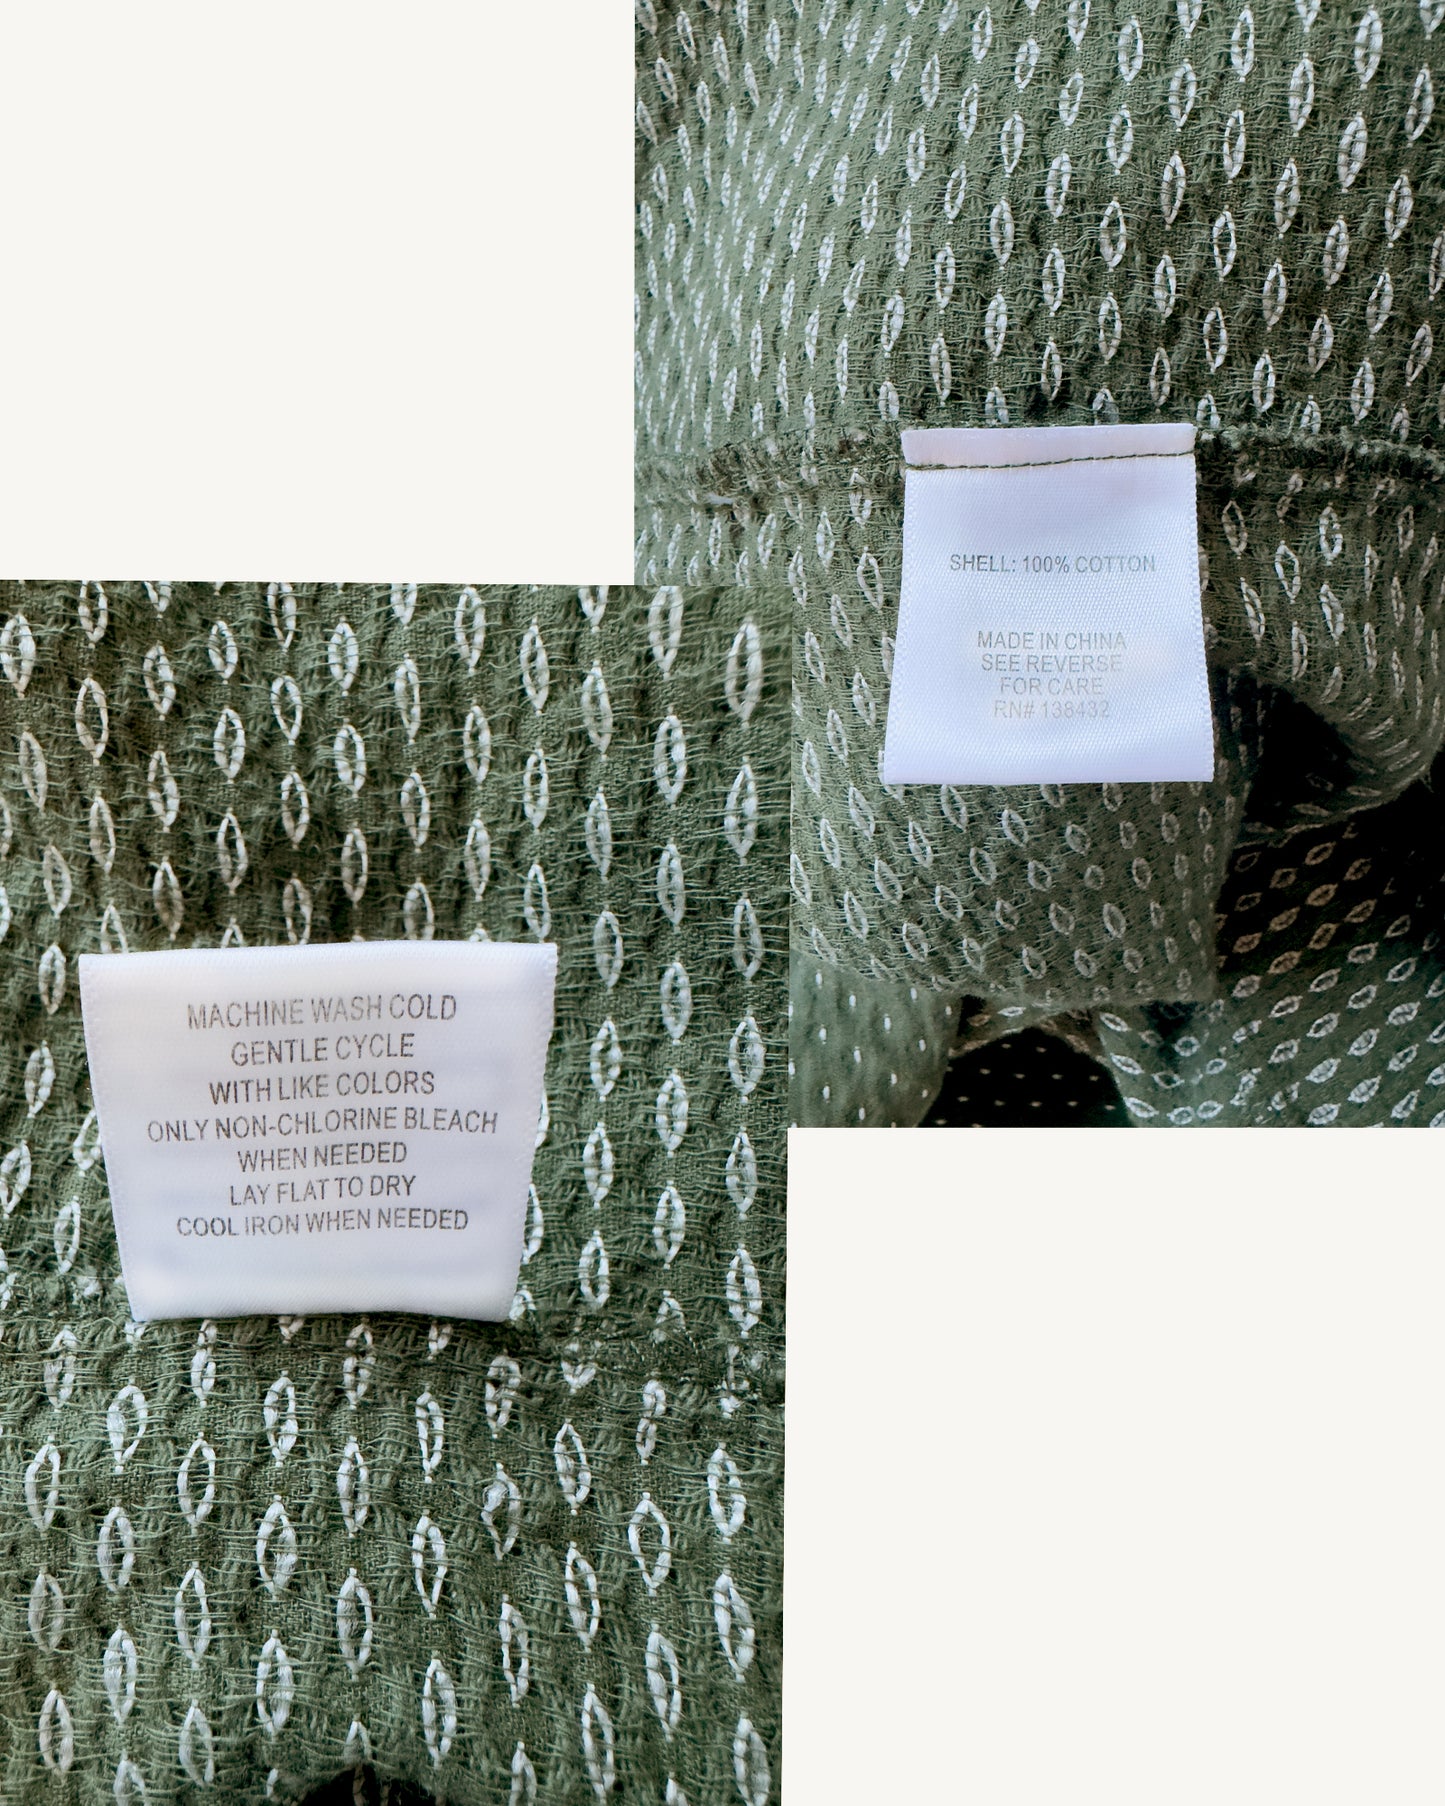 SHELL: 100% COTTON
MADE IN CHINA
SEE REVERSE
FOR CARE
RN# 138432
MACHINE WASH COLD
GENTLE CYCLE
WITH LIKE COLORS
ONLY NON-CHLORINE BLEACH
WHEN NEEDED
LAY FLAT TO DRY
COOL IRON WHEN NEEDED